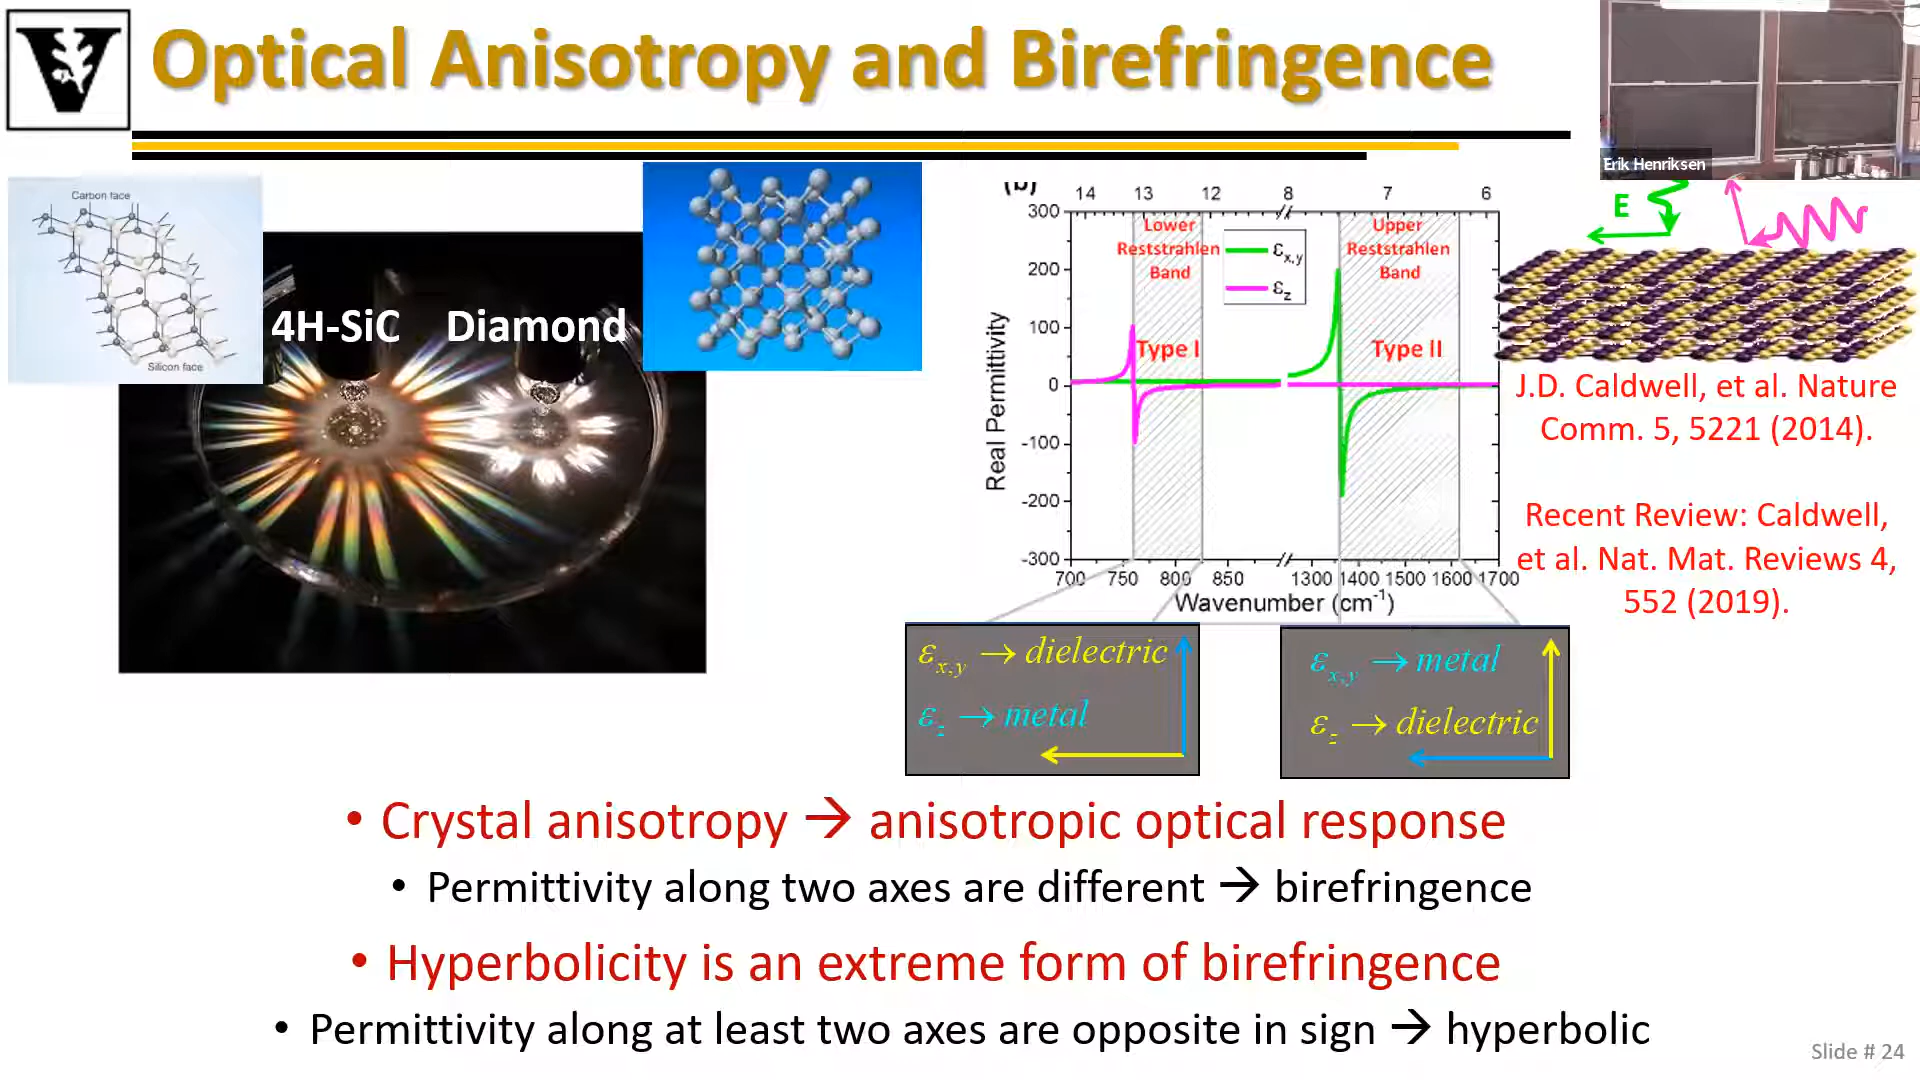 V
Optical Anisotropy and Birefringence
Erik Henriksen
Carbon face
Silicon face
4H-SiC Diamond
(b)
14 13 12 8 7 6
300
200
100
0
-100
-200
-300
Real Permittivity
Lower
Reststrahlen
Band
εx,y
εz
Upper
Reststrahlen
Band
Type I
Type II
700 750 800 850 1300 1400 1500 1600 1700
Wavenumber (cm-1)
E
J.D. Caldwell, et al. Nature
Comm. 5, 5221 (2014).
Recent Review: Caldwell,
et al. Nat. Mat. Reviews 4,
552 (2019).
εx,y → dielectric
εz → metal
εx,y → metal
εz → dielectric
• Crystal anisotropy → anisotropic optical response
• Permittivity along two axes are different → birefringence
• Hyperbolicity is an extreme form of birefringence
• Permittivity along at least two axes are opposite in sign → hyperbolic
Slide # 24